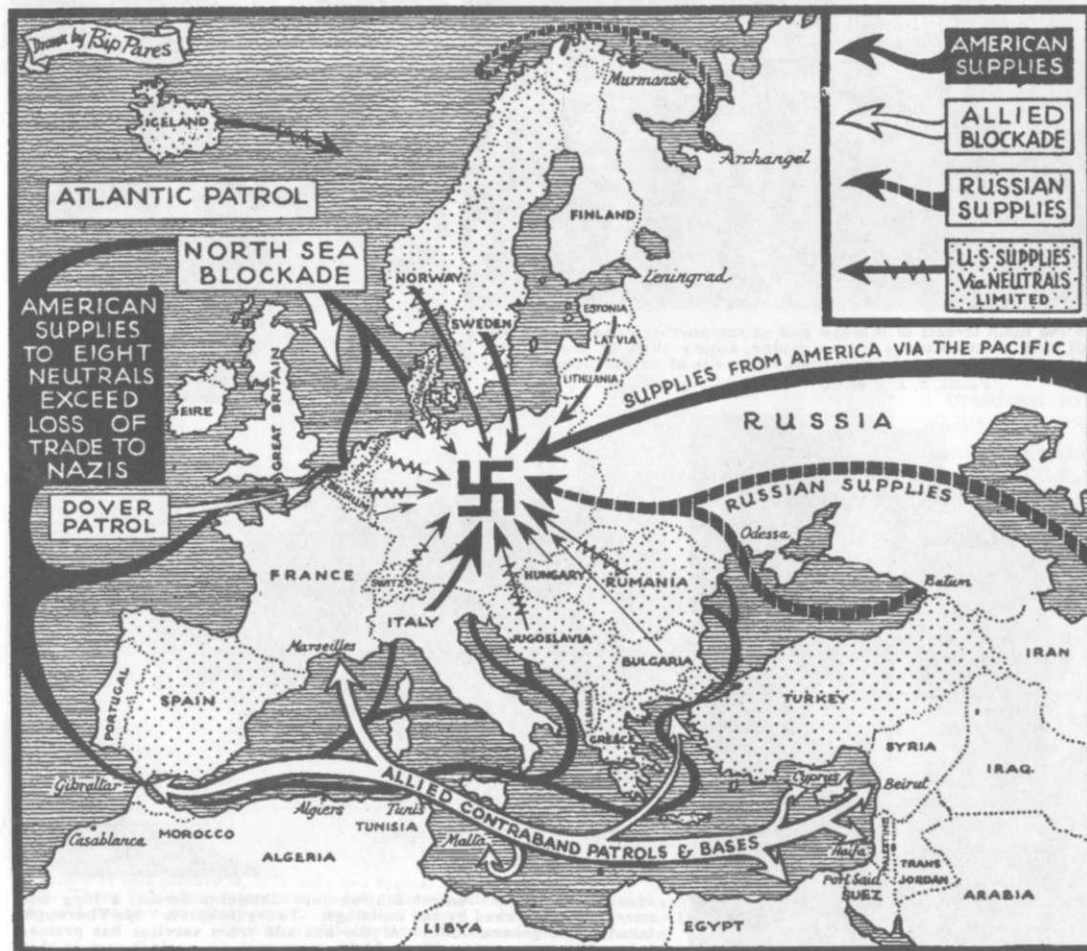 Drawn by Bip Pares
AMERICAN
SUPPLIES
ALLIED
BLOCKADE
RUSSIAN
SUPPLIES
U·S SUPPLIES
Via NEUTRALS
LIMITED
ICELAND
Murmansk
Archangel
ATLANTIC PATROL
NORTH SEA
BLOCKADE
NORWAY
FINLAND
SWEDEN
Leningrad
ESTONIA
LATVIA
LITHUANIA
AMERICAN
SUPPLIES
TO EIGHT
NEUTRALS
EXCEED
LOSS OF
TRADE TO
NAZIS
EIRE
GREAT BRITAIN
SUPPLIES FROM AMERICA VIA THE PACIFIC
RUSSIA
DOVER
PATROL
RUSSIAN SUPPLIES
Odessa
Batum
FRANCE
SWITZ
HUNGARY
RUMANIA
ITALY
JUGOSLAVIA
BULGARIA
Marseilles
PORTUGAL
SPAIN
GREECE
TURKEY
IRAN
SYRIA
IRAQ
Gibraltar
Algiers
Tunis
TUNISIA
Casablanca
MOROCCO
ALGERIA
ALLIED CONTRABAND PATROLS & BASES
Malta
Cyprus
Beirut
Haifa
Port Said
SUEZ
TRANS
JORDAN
ARABIA
LIBYA
EGYPT